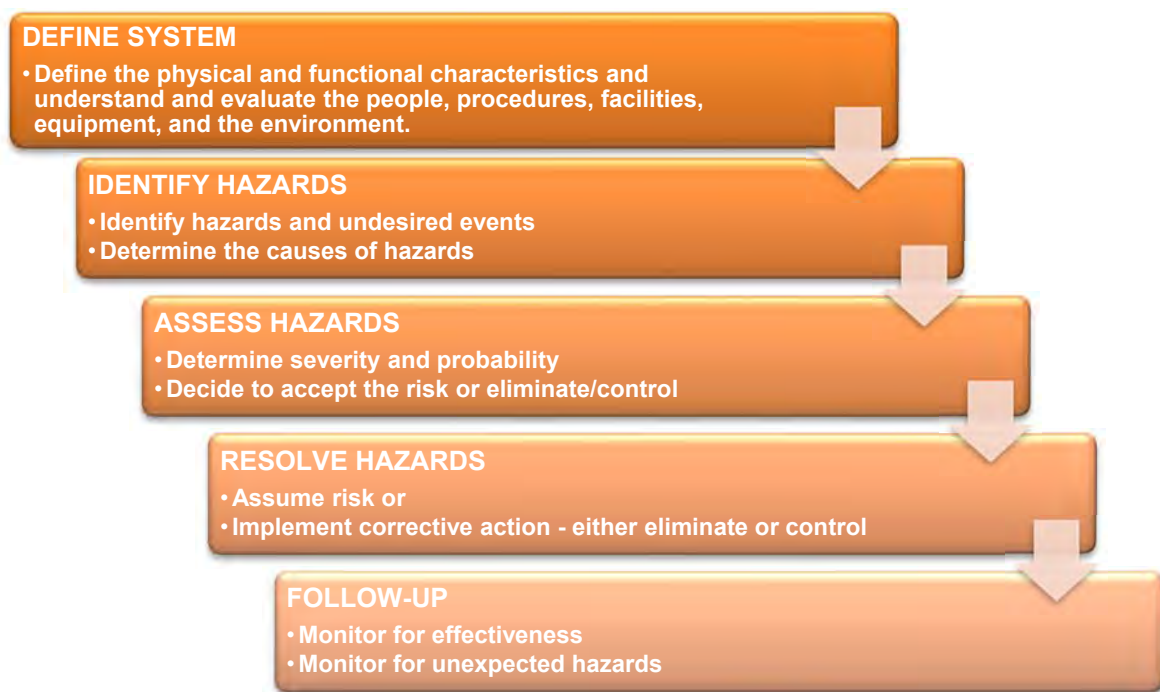 DEFINE SYSTEM
• Define the physical and functional characteristics and
understand and evaluate the people, procedures, facilities,
equipment, and the environment.
IDENTIFY HAZARDS
• Identify hazards and undesired events
• Determine the causes of hazards
ASSESS HAZARDS
• Determine severity and probability
• Decide to accept the risk or eliminate/control
RESOLVE HAZARDS
• Assume risk or
• Implement corrective action - either eliminate or control
FOLLOW-UP
• Monitor for effectiveness
• Monitor for unexpected hazards